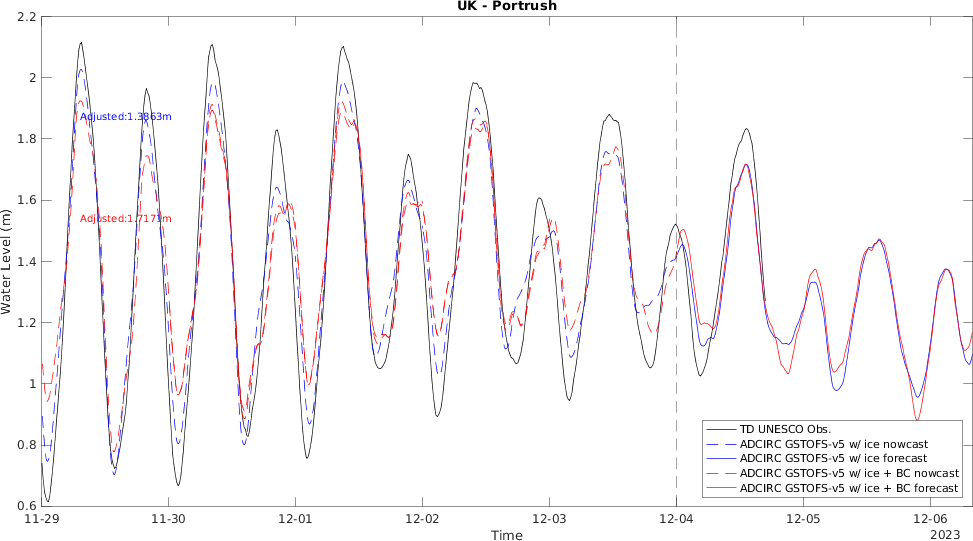 UK - Portrush
2.2
2
1.8
1.6
1.4
1.2
1
0.8
0.6
Water Level (m)
Adjusted:1.3863m
Adjusted:1.7171m
TD UNESCO Obs.
ADCIRC GSTOFS-v5 w/ ice nowcast
ADCIRC GSTOFS-v5 w/ ice forecast
ADCIRC GSTOFS-v5 w/ ice + BC nowcast
ADCIRC GSTOFS-v5 w/ ice + BC forecast
11-29 11-30 12-01 12-02 12-03 12-04 12-05 12-06
Time
2023